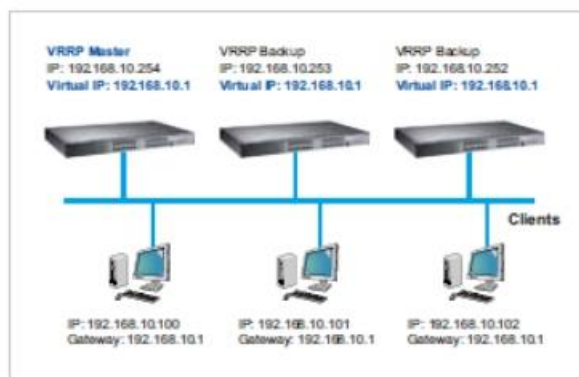 VRRP Master
IP: 192.168.10.254
Virtual IP: 192.168.10.1
VRRP Backup
IP: 192.168.10.253
Virtual IP: 192.168.10.1
VRRP Backup
IP: 192.168.10.252
Virtual IP: 192.168.10.1
Clients
IP: 192.168.10.100
Gateway: 192.168.10.1
IP: 192.168.10.101
Gateway: 192.168.10.1
IP: 192.168.10.102
Gateway: 192.168.10.1